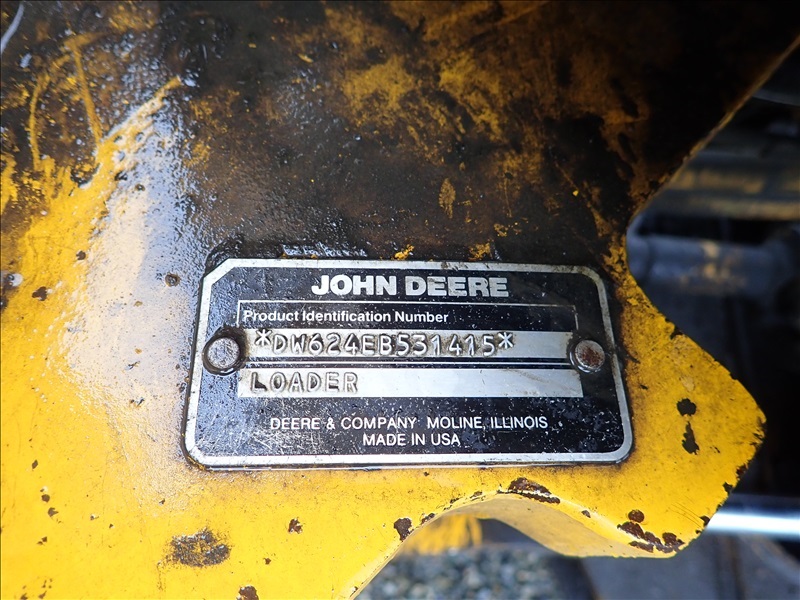 JOHN DEERE
Product Identification Number
*DW624EB531415*
LOADER
DEERE & COMPANY MOLINE, ILLINOIS
MADE IN USA